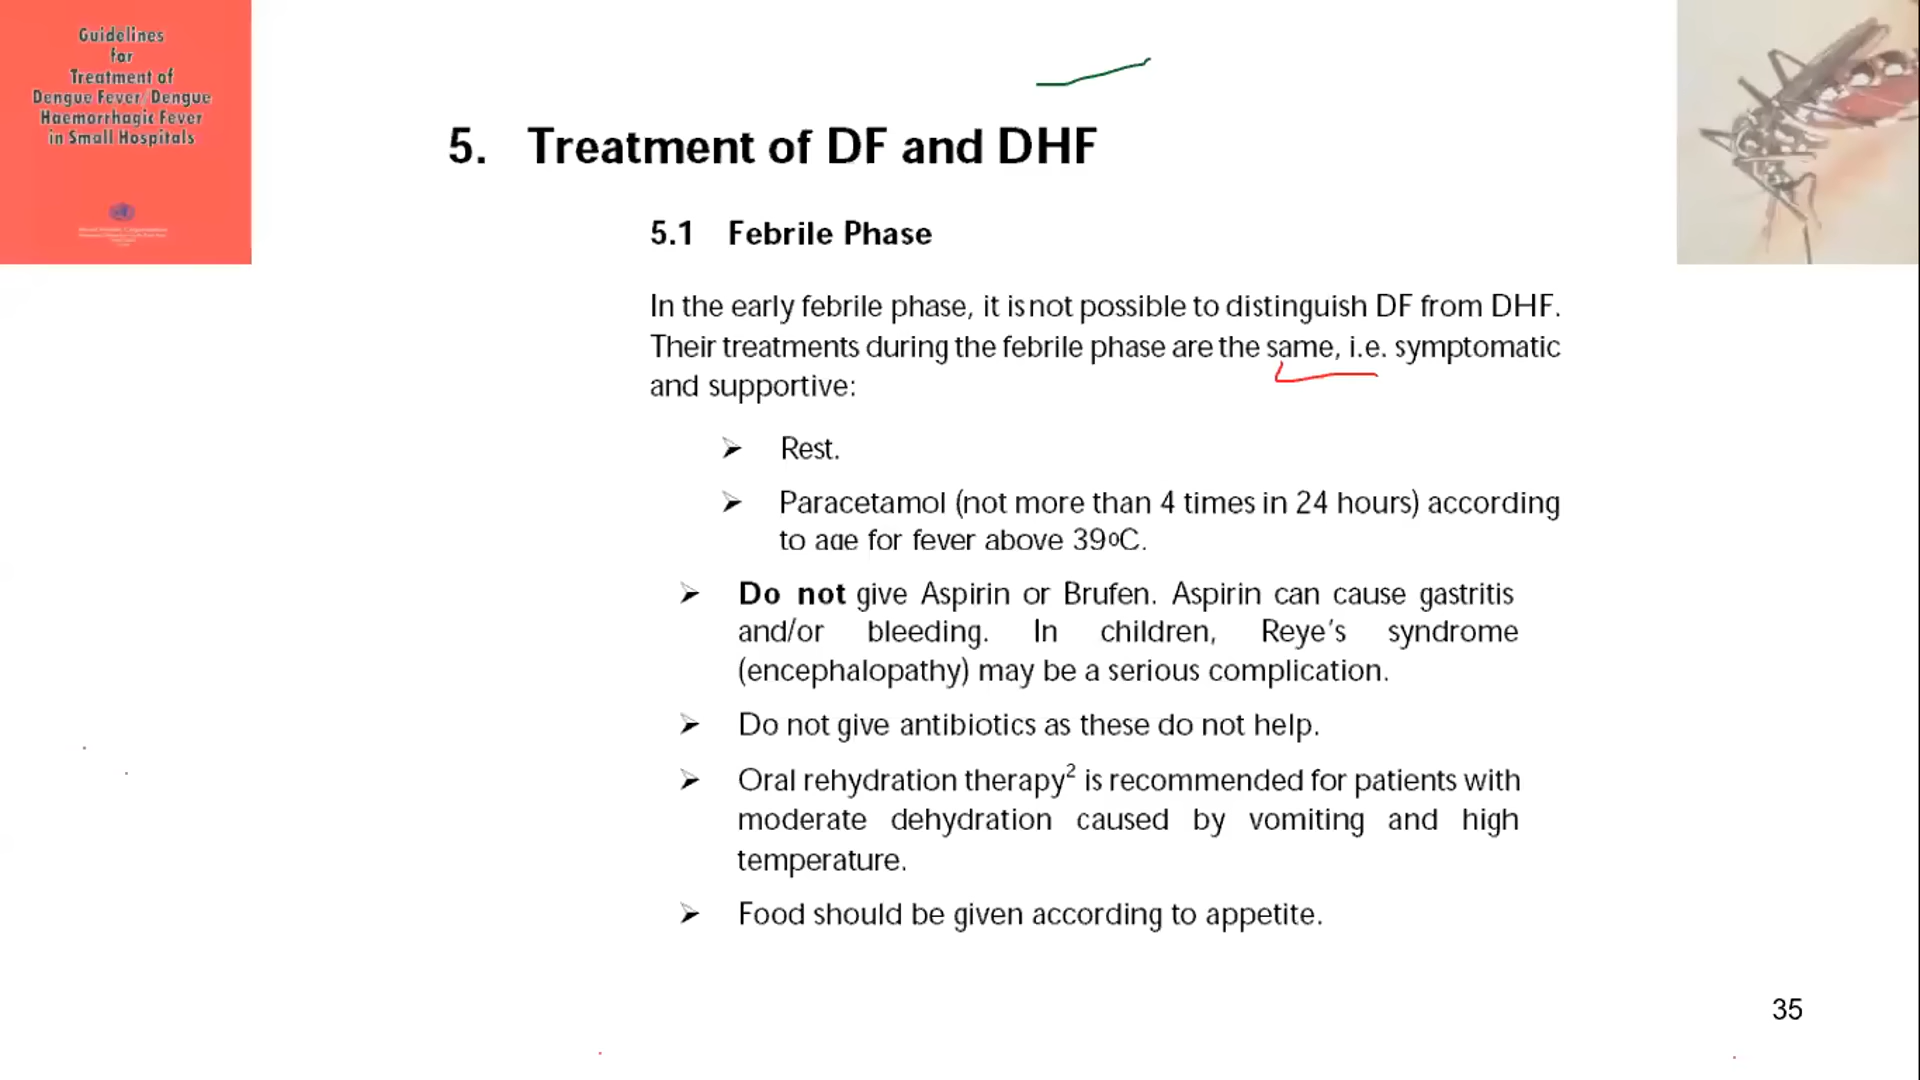 Guidelines
for
Treatment of
Dengue Fever/Dengue
Haemorrhagic Fever
in Small Hospitals
5. Treatment of DF and DHF
5.1 Febrile Phase
In the early febrile phase, it is not possible to distinguish DF from DHF.
Their treatments during the febrile phase are the same, i.e. symptomatic
and supportive:
➢ Rest.
➢ Paracetamol (not more than 4 times in 24 hours) according
to age for fever above 39ºC.
➢ Do not give Aspirin or Brufen. Aspirin can cause gastritis
and/or bleeding. In children, Reye's syndrome
(encephalopathy) may be a serious complication.
➢ Do not give antibiotics as these do not help.
➢ Oral rehydration therapy² is recommended for patients with
moderate dehydration caused by vomiting and high
temperature.
➢ Food should be given according to appetite.
35